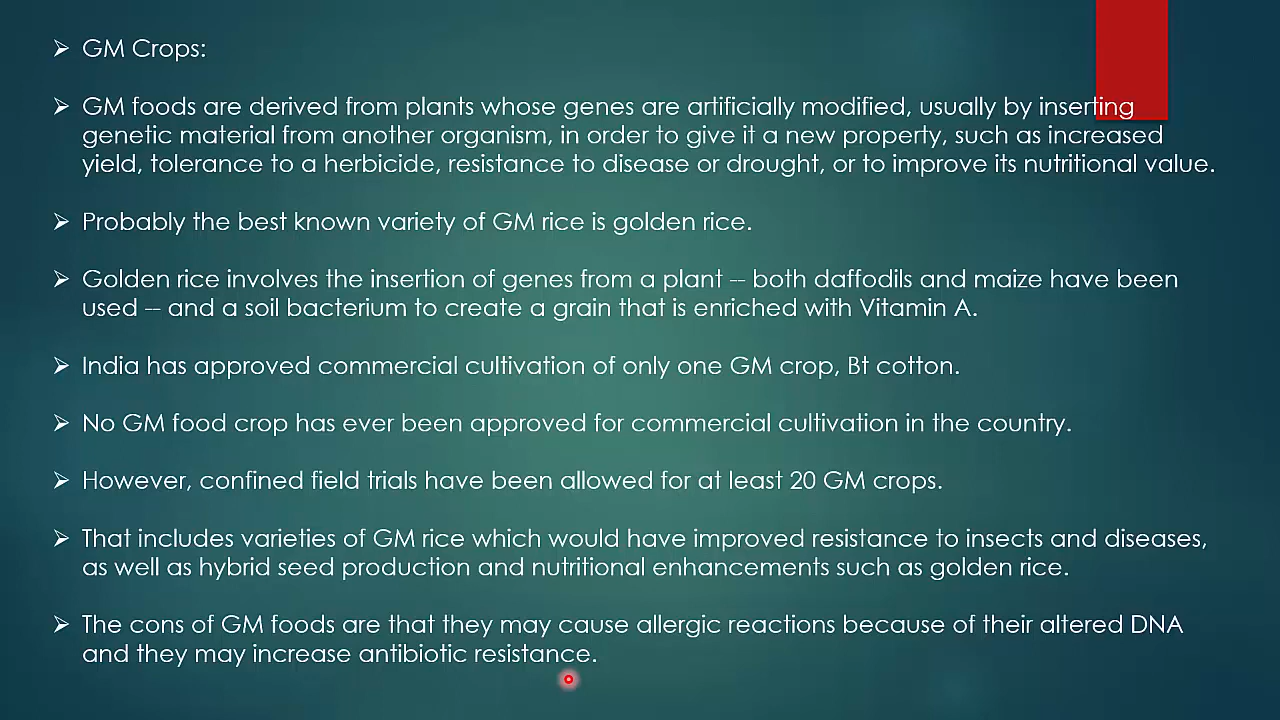 ➢ GM Crops:
➢ GM foods are derived from plants whose genes are artificially modified, usually by inserting
genetic material from another organism, in order to give it a new property, such as increased
yield, tolerance to a herbicide, resistance to disease or drought, or to improve its nutritional value.
➢ Probably the best known variety of GM rice is golden rice.
➢ Golden rice involves the insertion of genes from a plant -- both daffodils and maize have been
used -- and a soil bacterium to create a grain that is enriched with Vitamin A.
➢ India has approved commercial cultivation of only one GM crop, Bt cotton.
➢ No GM food crop has ever been approved for commercial cultivation in the country.
➢ However, confined field trials have been allowed for at least 20 GM crops.
➢ That includes varieties of GM rice which would have improved resistance to insects and diseases,
as well as hybrid seed production and nutritional enhancements such as golden rice.
➢ The cons of GM foods are that they may cause allergic reactions because of their altered DNA
and they may increase antibiotic resistance.